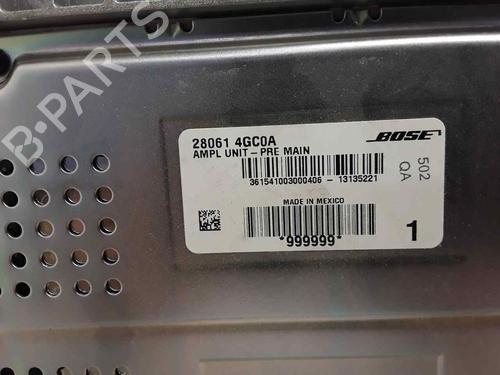 B-PARTS
28061 4GC0A
AMPL UNIT-PRE MAIN
BOSE
361541003000406 - 13135221
502
QA
MADE IN MEXICO
*999999*
1